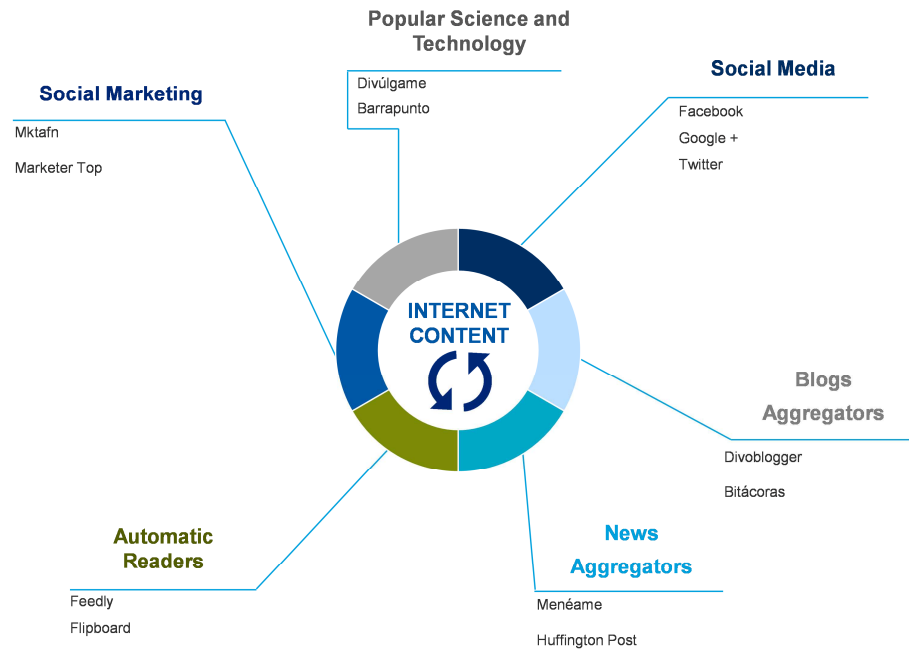 Popular Science and
Technology
Divúlgame
Barrapunto
Social Media
Facebook
Google +
Twitter
Social Marketing
Mktafn
Marketer Top
INTERNET
CONTENT
Blogs
Aggregators
Divoblogger
Bitácoras
Automatic
Readers
Feedly
Flipboard
News
Aggregators
Menéame
Huffington Post